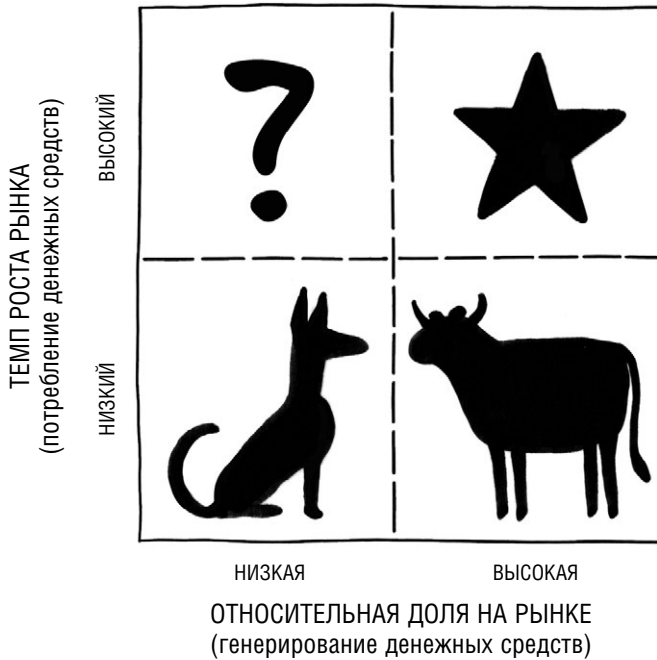 ТЕМП РОСТА РЫНКА
(потребление денежных средств)
ВЫСОКИЙ
НИЗКИЙ
?
НИЗКАЯ
ВЫСОКАЯ
ОТНОСИТЕЛЬНАЯ ДОЛЯ НА РЫНКЕ
(генерирование денежных средств)